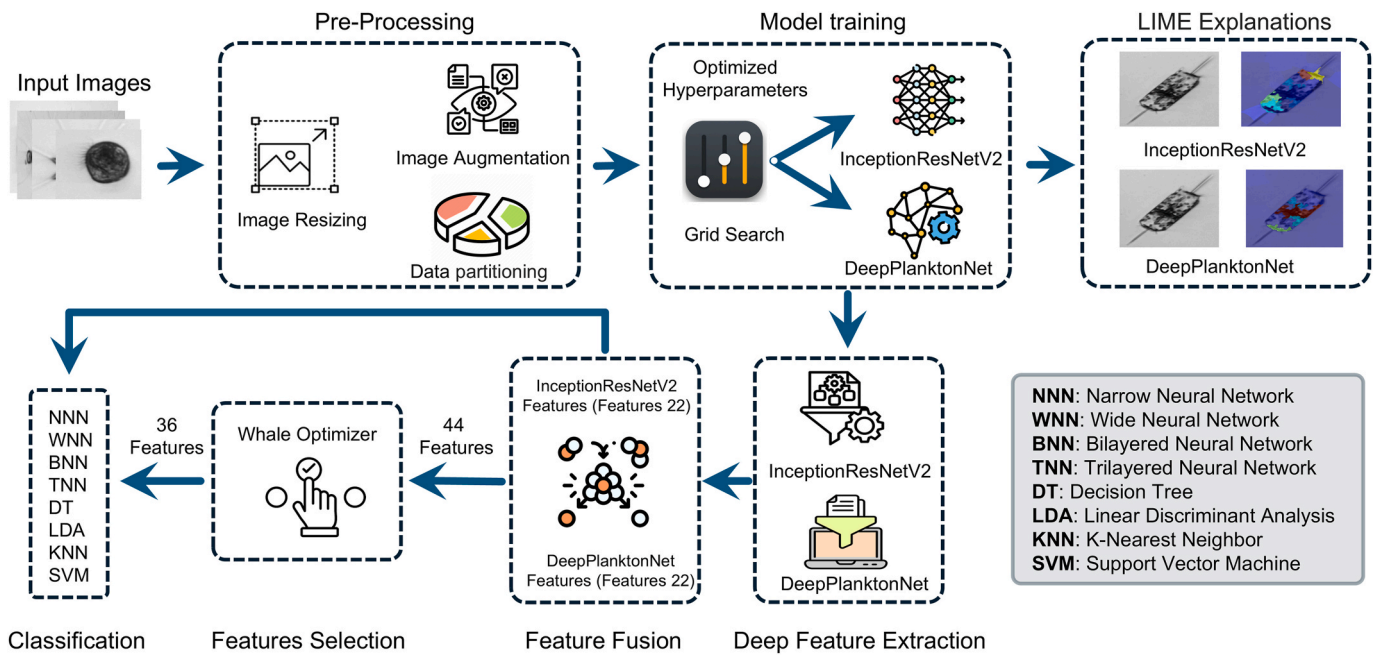 Pre-Processing
Model training
LIME Explanations
Input Images
Image Resizing
Image Augmentation
Data partitioning
Optimized
Hyperparameters
Grid Search
InceptionResNetV2
DeepPlanktonNet
InceptionResNetV2
DeepPlanktonNet
NNN
WNN
BNN
TNN
DT
LDA
KNN
SVM
36
Features
Whale Optimizer
44
Features
InceptionResNetV2
Features (Features 22)
DeepPlanktonNet
Features (Features 22)
InceptionResNetV2
DeepPlanktonNet
NNN: Narrow Neural Network
WNN: Wide Neural Network
BNN: Bilayered Neural Network
TNN: Trilayered Neural Network
DT: Decision Tree
LDA: Linear Discriminant Analysis
KNN: K-Nearest Neighbor
SVM: Support Vector Machine
Classification
Features Selection
Feature Fusion
Deep Feature Extraction